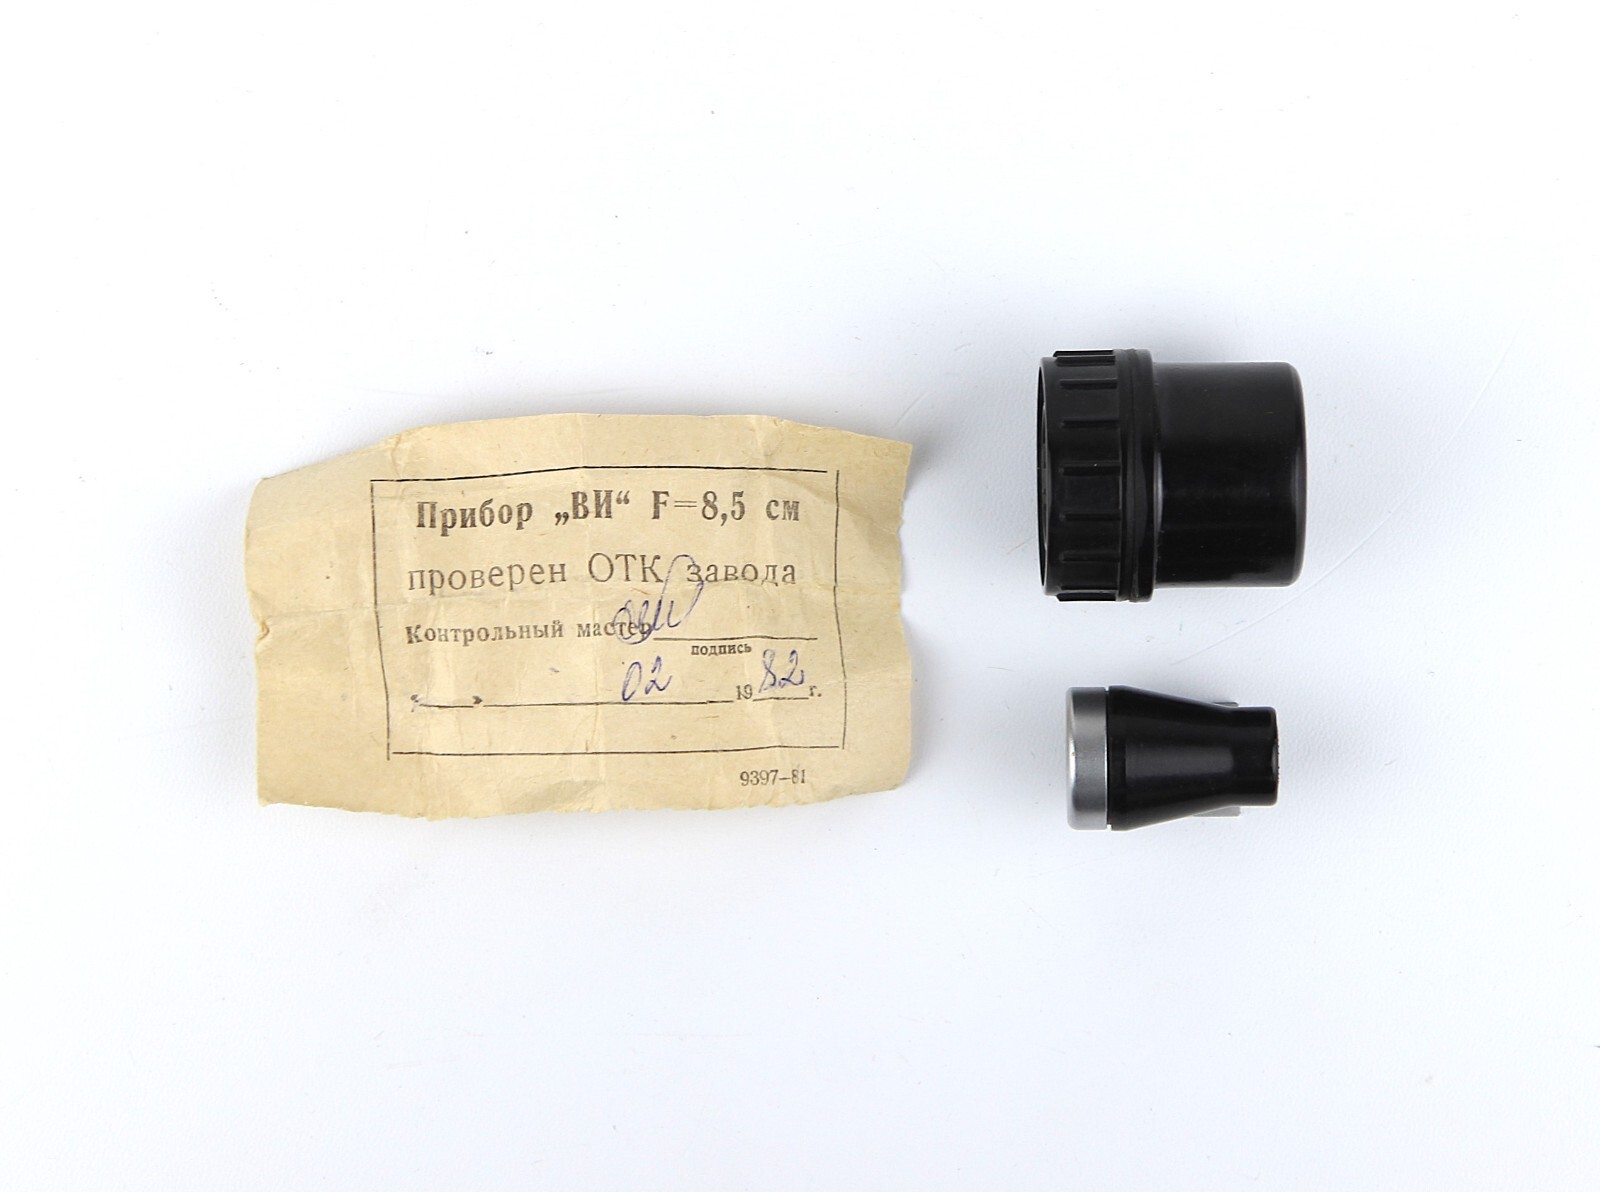 Прибор „ВИ“ F=8,5 см
проверен ОТК завода
Контрольный мастер
подпись
„ “ 02 1982 г.
9397-81